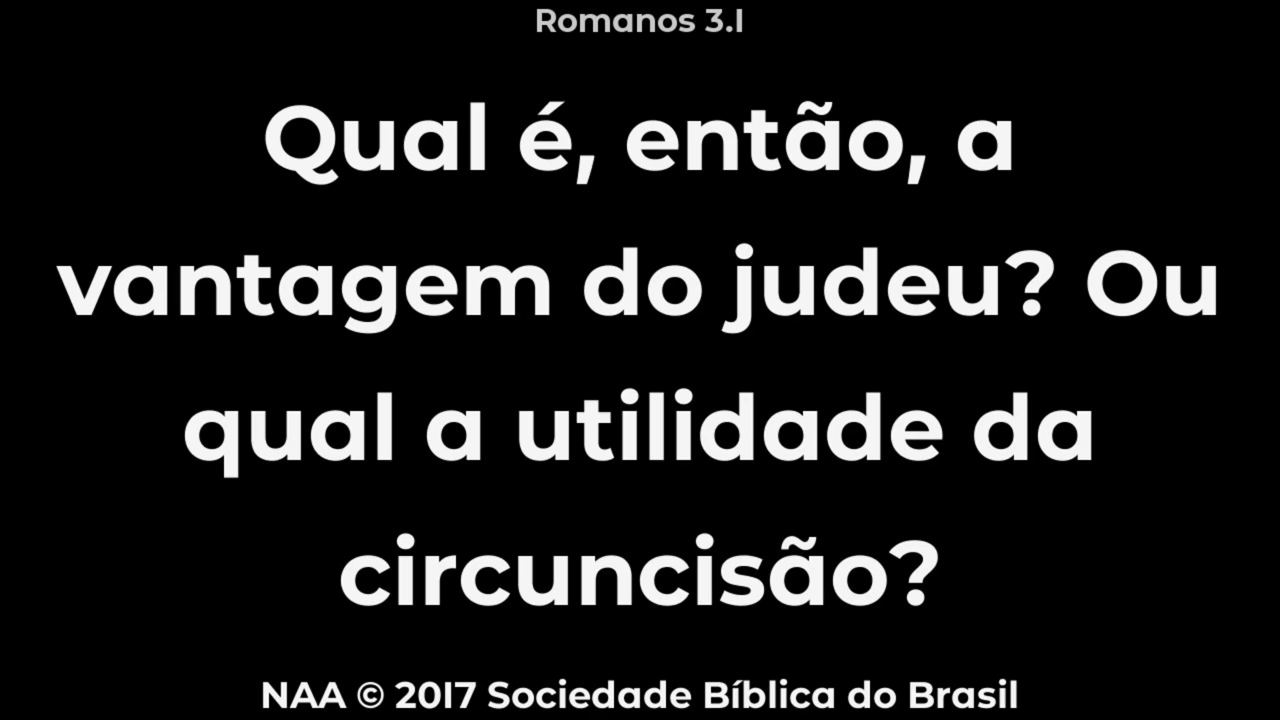 Romanos 3.1
Qual é, então, a
vantagem do judeu? Ou
qual a utilidade da
circuncisão?
NAA © 2017 Sociedade Bíblica do Brasil